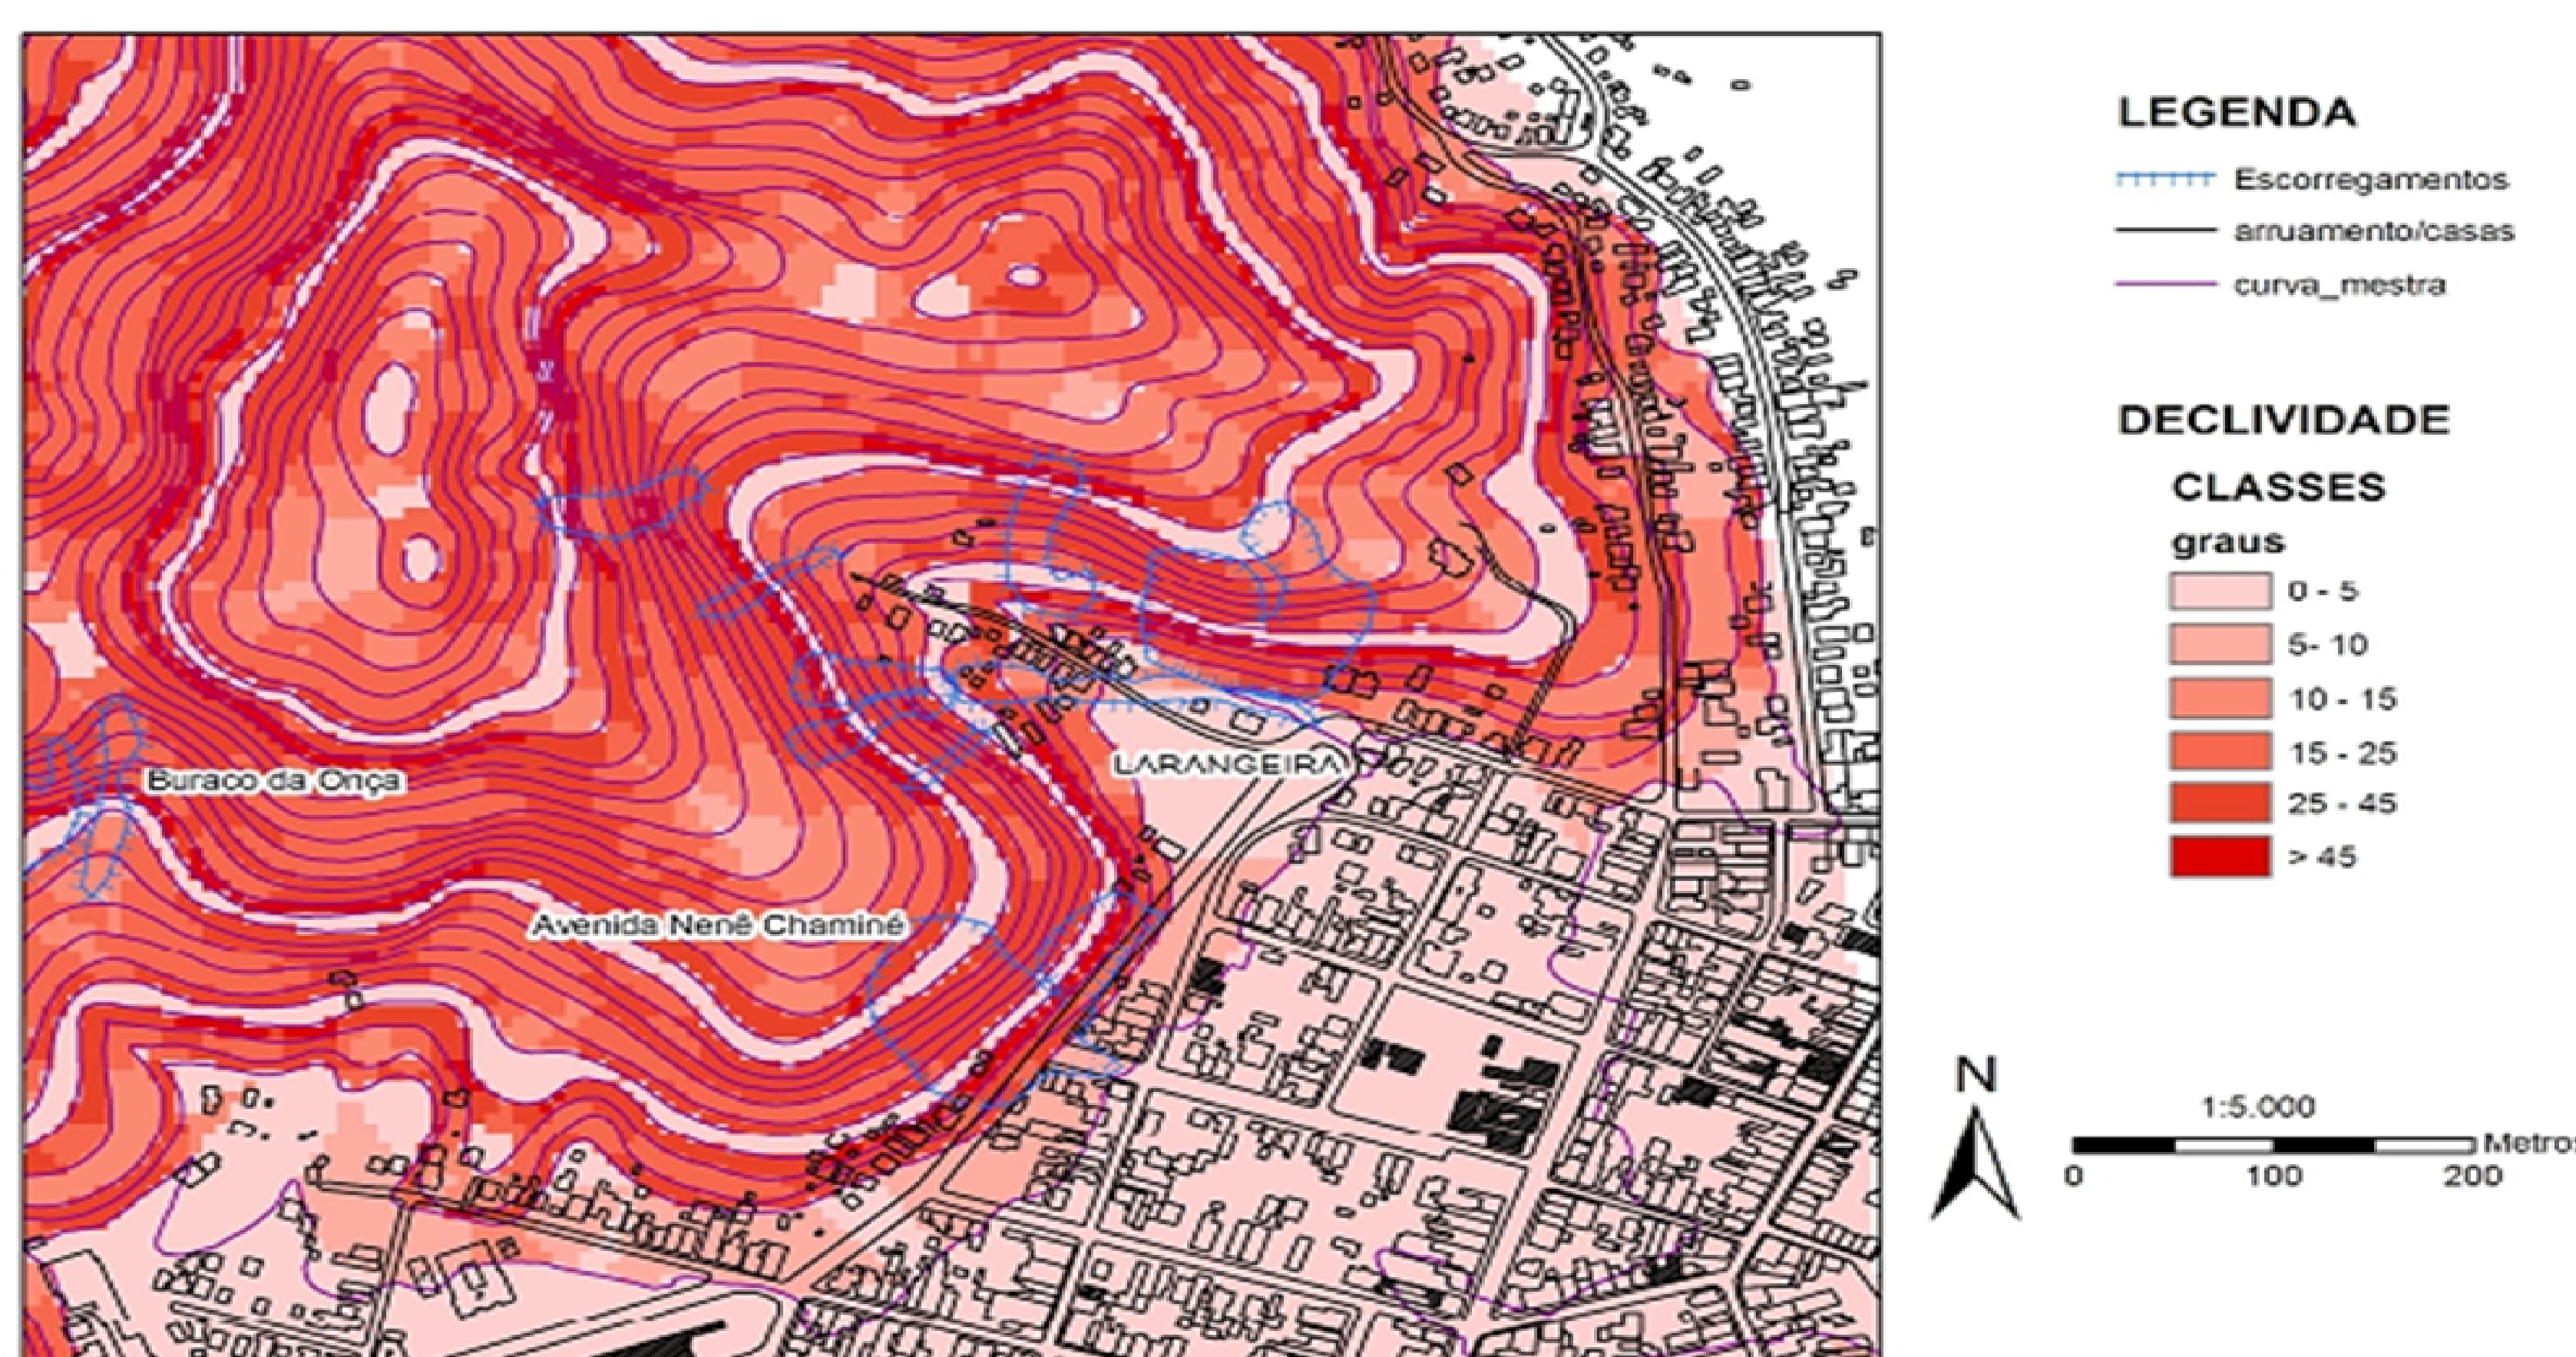 LEGENDA
Escorregamentos
arruamento/casas
curva_mestra
DECLIVIDADE
CLASSES
graus
0 - 5
5- 10
10 - 15
15 - 25
25 - 45
> 45
LARANGEIRA
Buraco da Onça
Avenida Nenê Chaminé
N
1:5.000
Metros
0 100 200